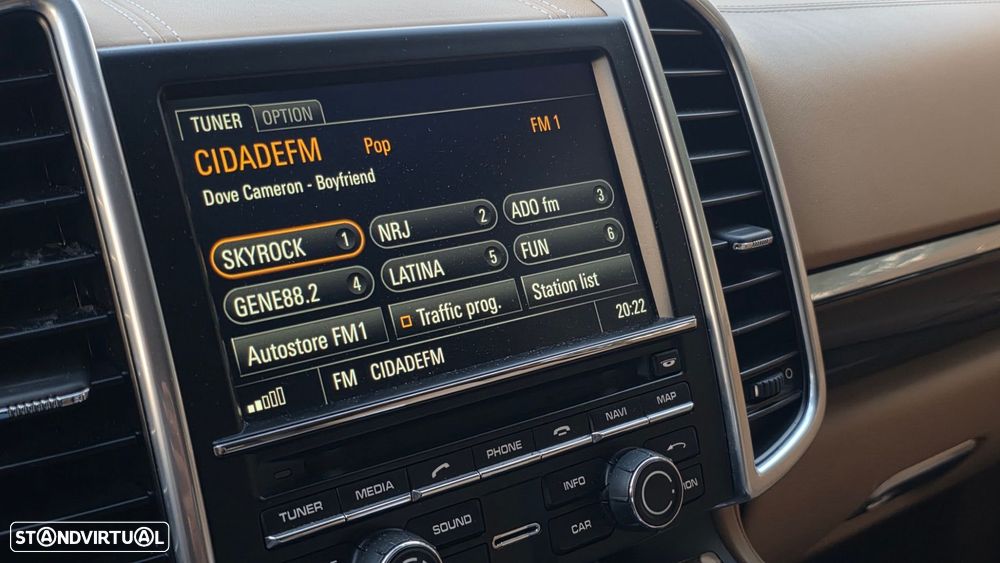 TUNER OPTION
CIDADEFM Pop FM 1
Dove Cameron - Boyfriend
SKYROCK 1 NRJ 2 ADO fm 3
GENE88.2 4 LATINA 5 FUN 6
Autostore FM1 Traffic prog. Station list
FM CIDADEFM 20:22
TUNER MEDIA PHONE NAVI MAP
SOUND INFO
CAR
STANDVIRTUAL